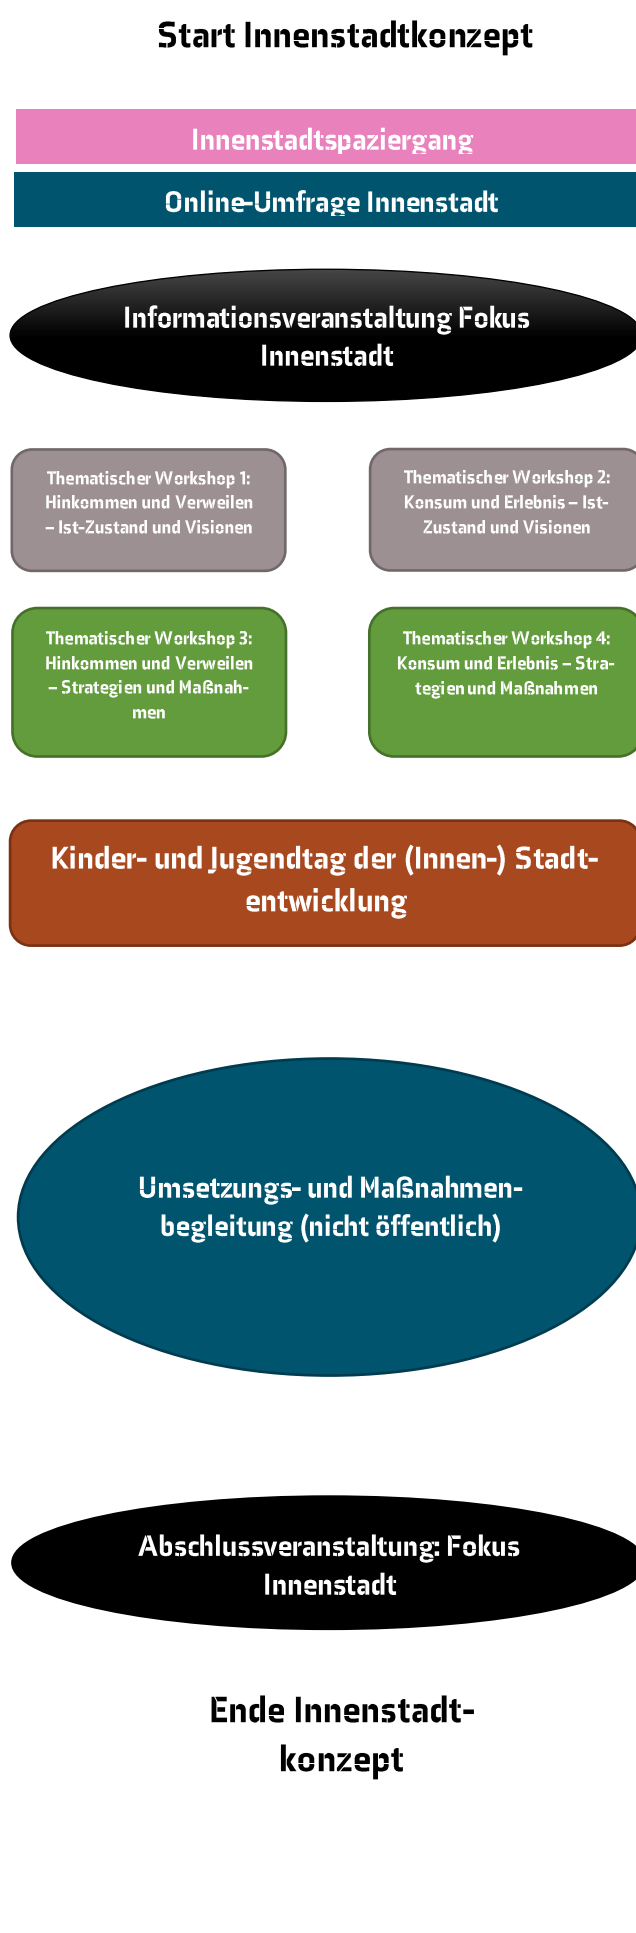 Start Innenstadtkonzept
Innenstadtspaziergang
Online-Umfrage Innenstadt
Informationsveranstaltung Fokus
Innenstadt
Thematischer Workshop 1:
Hinkommen und Verweilen
– Ist-Zustand und Visionen
Thematischer Workshop 2:
Konsum und Erlebnis – Ist-
Zustand und Visionen
Thematischer Workshop 3:
Hinkommen und Verweilen
– Strategien und Maßnah-
men
Thematischer Workshop 4:
Konsum und Erlebnis – Stra-
tegien und Maßnahmen
Kinder- und Jugendtag der (Innen-) Stadt-
entwicklung
Umsetzungs- und Maßnahmen-
begleitung (nicht öffentlich)
Abschlussveranstaltung: Fokus
Innenstadt
Ende Innenstadt-
konzept